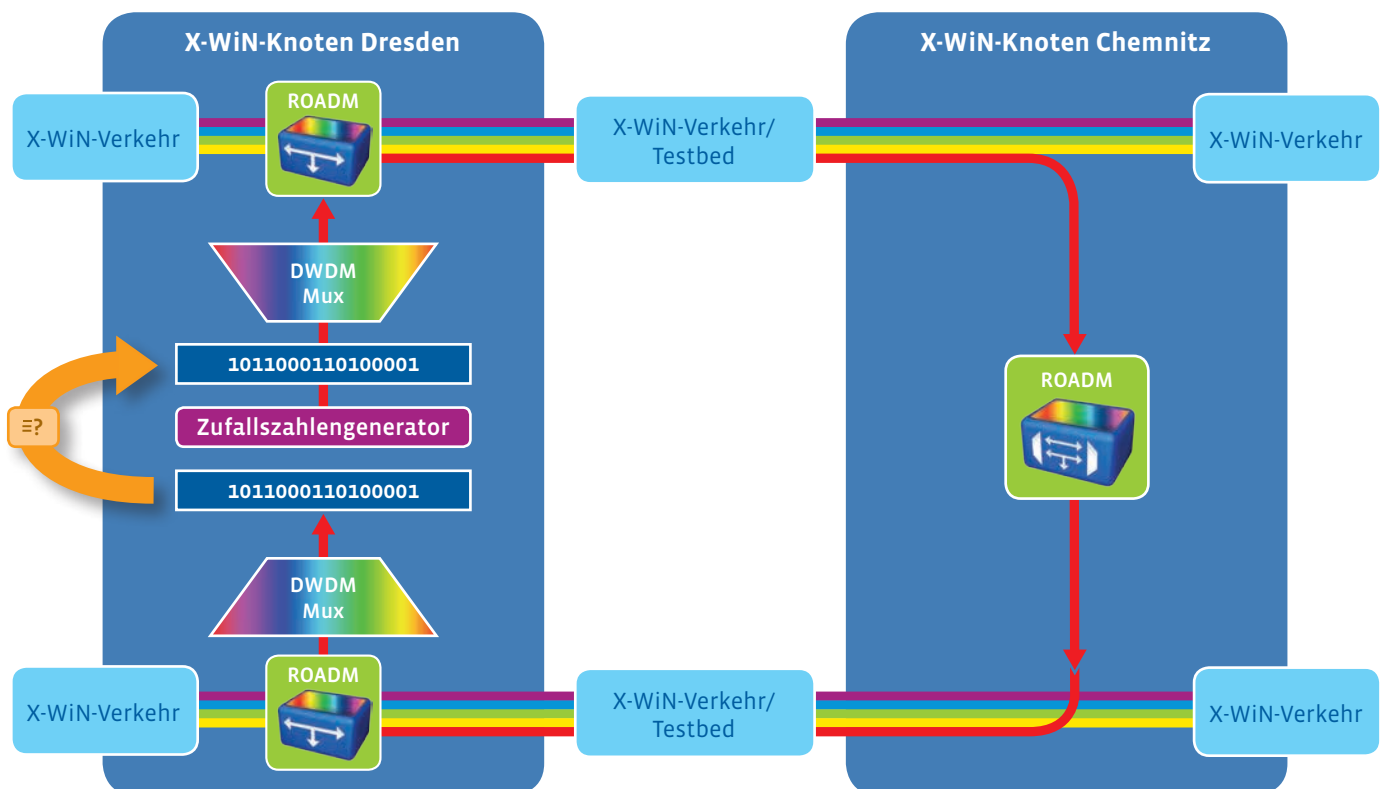 X-WiN-Knoten Dresden
X-WiN-Knoten Chemnitz
X-WiN-Verkehr
ROADM
X-WiN-Verkehr/
Testbed
X-WiN-Verkehr
DWDM
Mux
1011000110100001
ROADM
≡?
Zufallszahlengenerator
1011000110100001
DWDM
Mux
X-WiN-Verkehr
ROADM
X-WiN-Verkehr/
Testbed
X-WiN-Verkehr